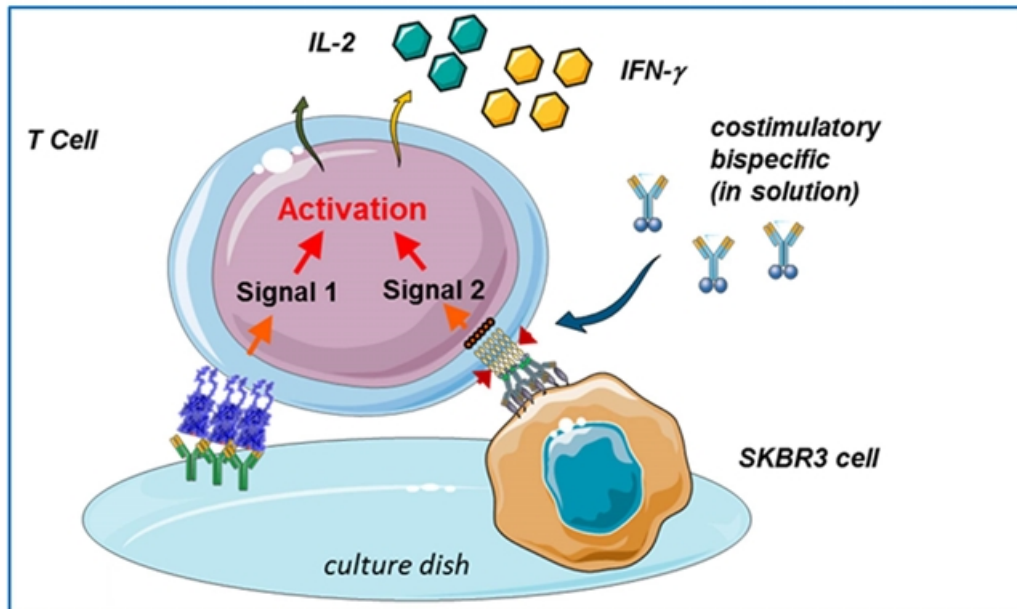 IL-2
IFN-γ
T Cell
costimulatory
bispecific
(in solution)
Activation
Signal 1
Signal 2
SKBR3 cell
culture dish